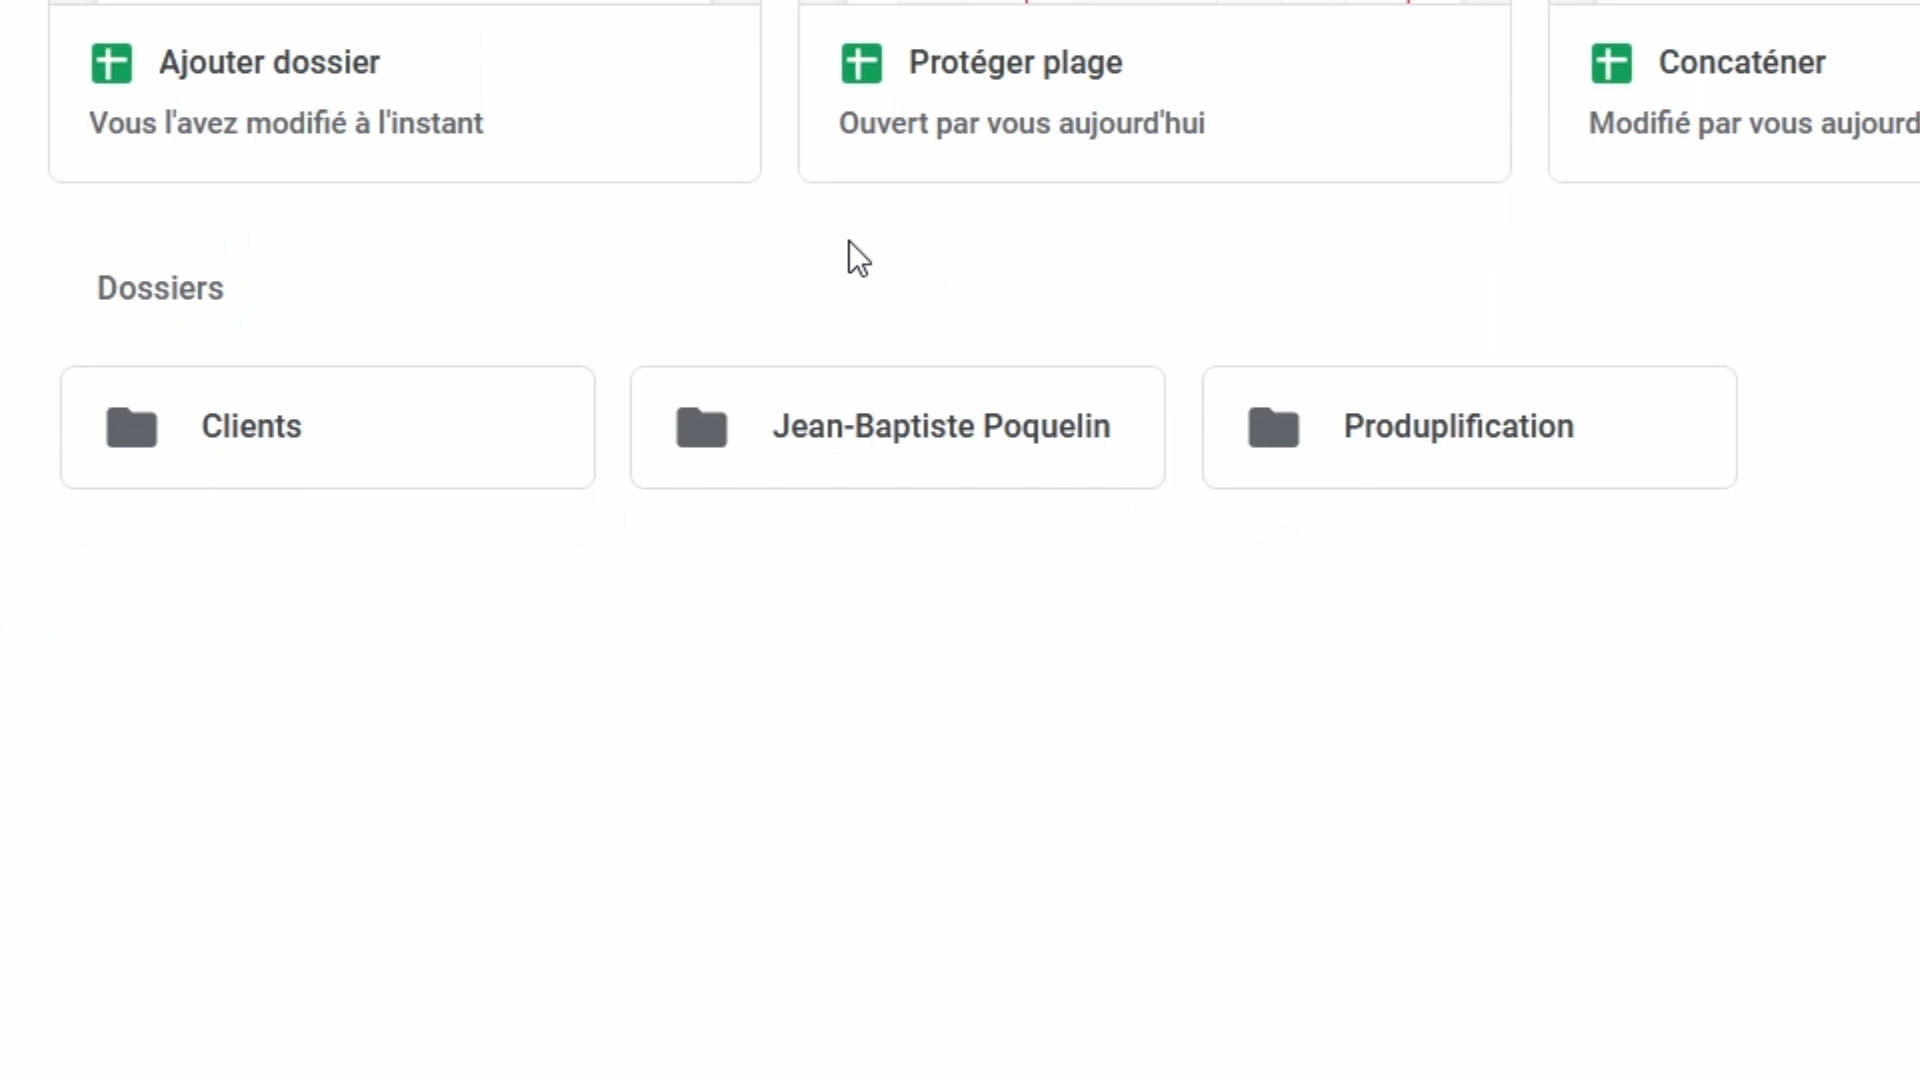 Ajouter dossier
Vous l'avez modifié à l'instant
Protéger plage
Ouvert par vous aujourd'hui
Concaténer
Modifié par vous
Dossiers
Clients
Jean-Baptiste Poquelin
Produplification